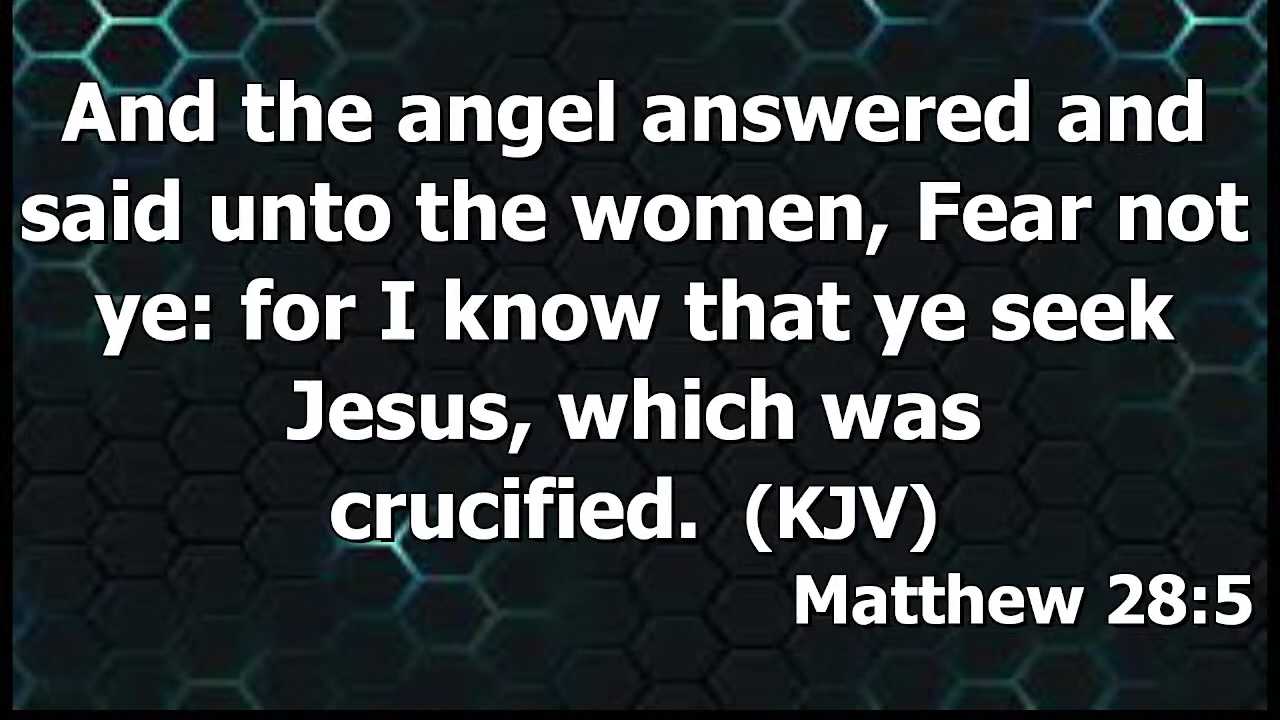 And the angel answered and
said unto the women, Fear not
ye: for I know that ye seek
Jesus, which was
crucified. (KJV)
Matthew 28:5